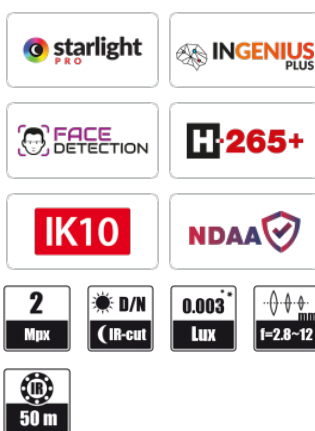 starlight
PRO
INGENIUS
PLUS
FACE
DETECTION
H·265+
IK10
NDAA
2
Mpx
D/N
IR-cut
0.003
Lux
mm
f=2.8~12
IR
50 m